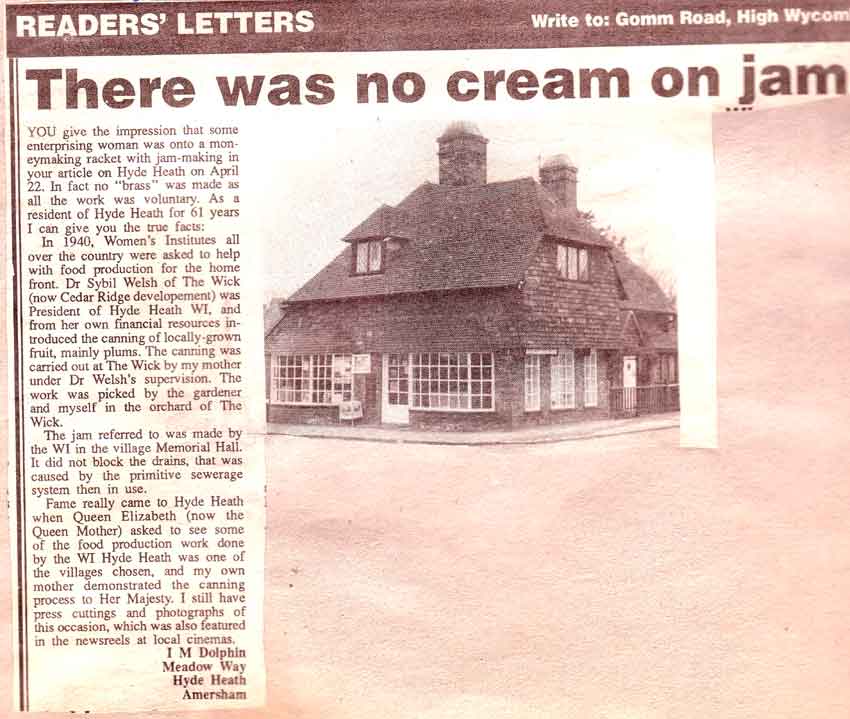 READERS' LETTERS
Write to: Gomm Road, High Wycom
There was no cream on jam
YOU give the impression that some
enterprising woman was onto a mon-
eymaking racket with jam-making in
your article on Hyde Heath on April
22. In fact no "brass" was made as
all the work was voluntary. As a
resident of Hyde Heath for 61 years
I can give you the true facts:
In 1940, Women's Institutes all
over the country were asked to help
with food production for the home
front. Dr Sybil Welsh of The Wick
(now Cedar Ridge developement) was
President of Hyde Heath WI, and
from her own financial resources in-
troduced the canning of locally-grown
fruit, mainly plums. The canning was
carried out at The Wick by my mother
under Dr Welsh's supervision. The
work was picked by the gardener
and myself in the orchard of The
Wick.
The jam referred to was made by
the WI in the village Memorial Hall.
It did not block the drains, that was
caused by the primitive sewerage
system then in use.
Fame really came to Hyde Heath
when Queen Elizabeth (now the
Queen Mother) asked to see some
of the food production work done
by the WI Hyde Heath was one of
the villages chosen, and my own
mother demonstrated the canning
process to Her Majesty. I still have
press cuttings and photographs of
this occasion, which was also featured
in the newsreels at local cinemas.
I M Dolphin
Meadow Way
Hyde Heath
Amersham